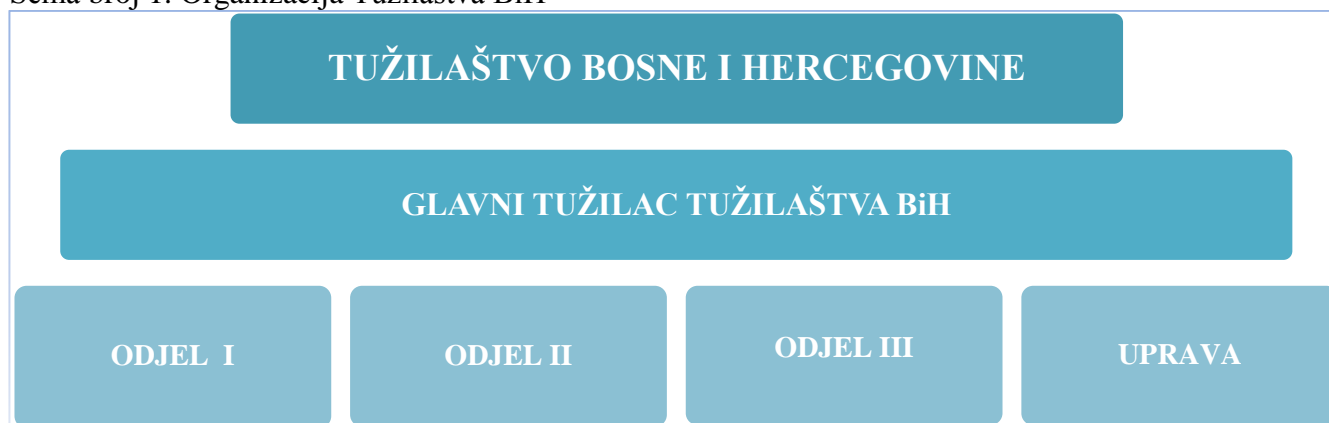 Šema broj 1: Organizacija Tužilaštva BiH
TUŽILAŠTVO BOSNE I HERCEGOVINE
GLAVNI TUŽILAC TUŽILAŠTVA BiH
ODJEL I
ODJEL II
ODJEL III
UPRAVA